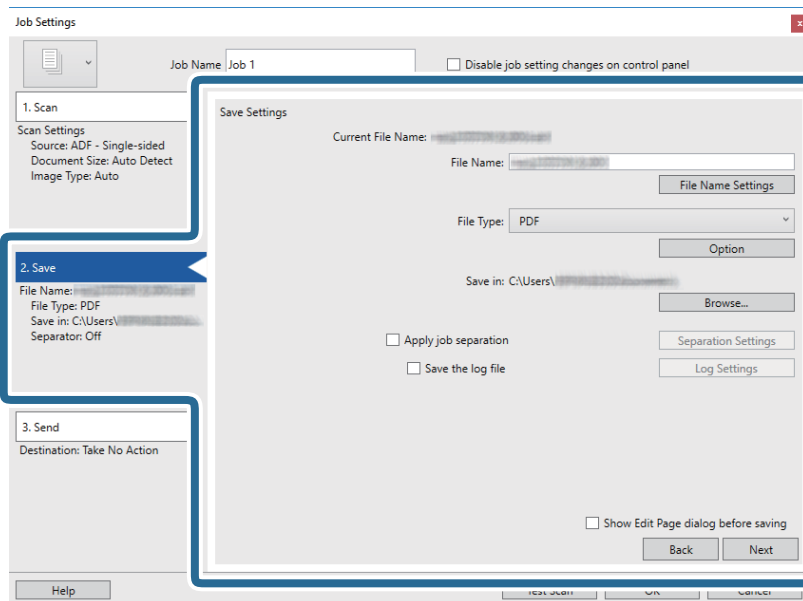 Job Settings
Job Name Job 1
Disable job setting changes on control panel
1. Scan
Scan Settings
Source: ADF - Single-sided
Document Size: Auto Detect
Image Type: Auto
2. Save
File Name:
File Type: PDF
Save in: C:\Users\
Separator: Off
3. Send
Destination: Take No Action
Save Settings
Current File Name:
File Name:
File Name Settings
File Type: PDF
Option
Save in: C:\Users\
Browse...
Apply job separation
Separation Settings
Save the log file
Log Settings
Show Edit Page dialog before saving
Back
Next
Help
Test Scan
OK
Cancel